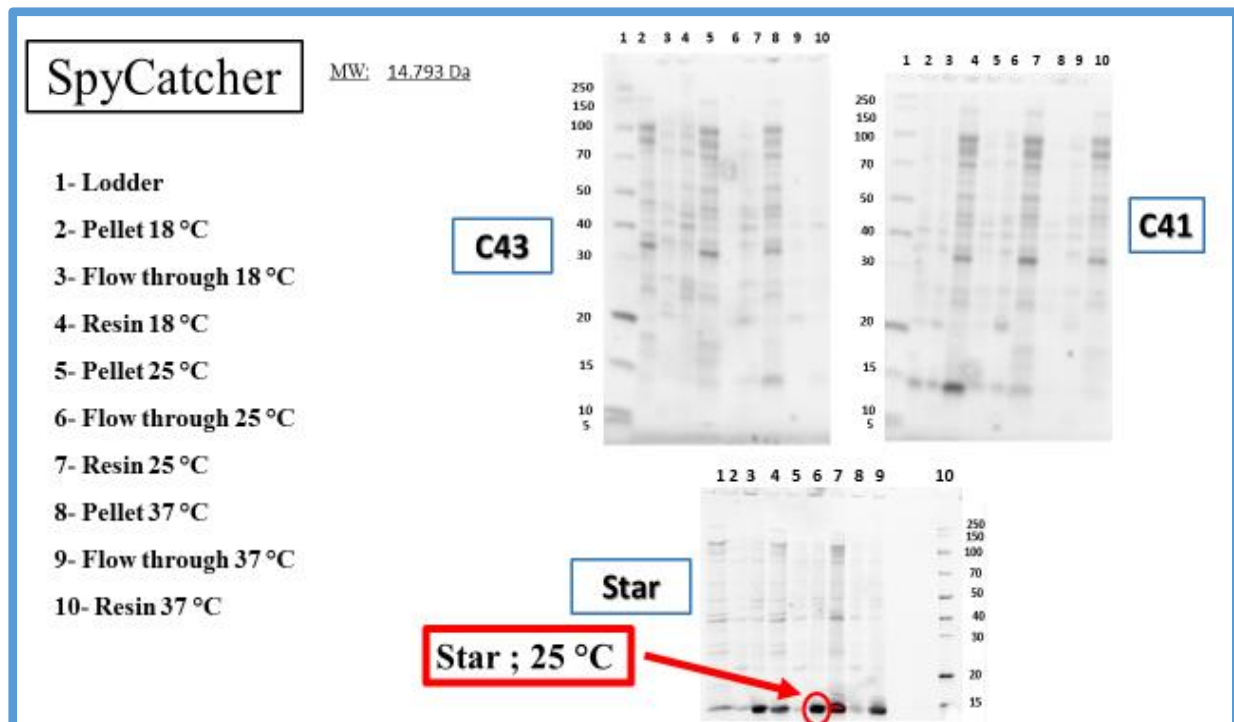 SpyCatcher
MW: 14.793 Da
1- Lodder
2- Pellet 18 °C
3- Flow through 18 °C
4- Resin 18 °C
5- Pellet 25 °C
6- Flow through 25 °C
7- Resin 25 °C
8- Pellet 37 °C
9- Flow through 37 °C
10- Resin 37 °C
1 2 3 4 5 6 7 8 9 10
250
150
100
70
50
40
30
20
15
10
5
C43
1 2 3 4 5 6 7 8 9 10
250
150
100
70
50
40
30
20
15
10
5
C41
1 2 3 4 5 6 7 8 9 10
250
150
100
70
50
40
30
20
15
Star
Star ; 25 °C